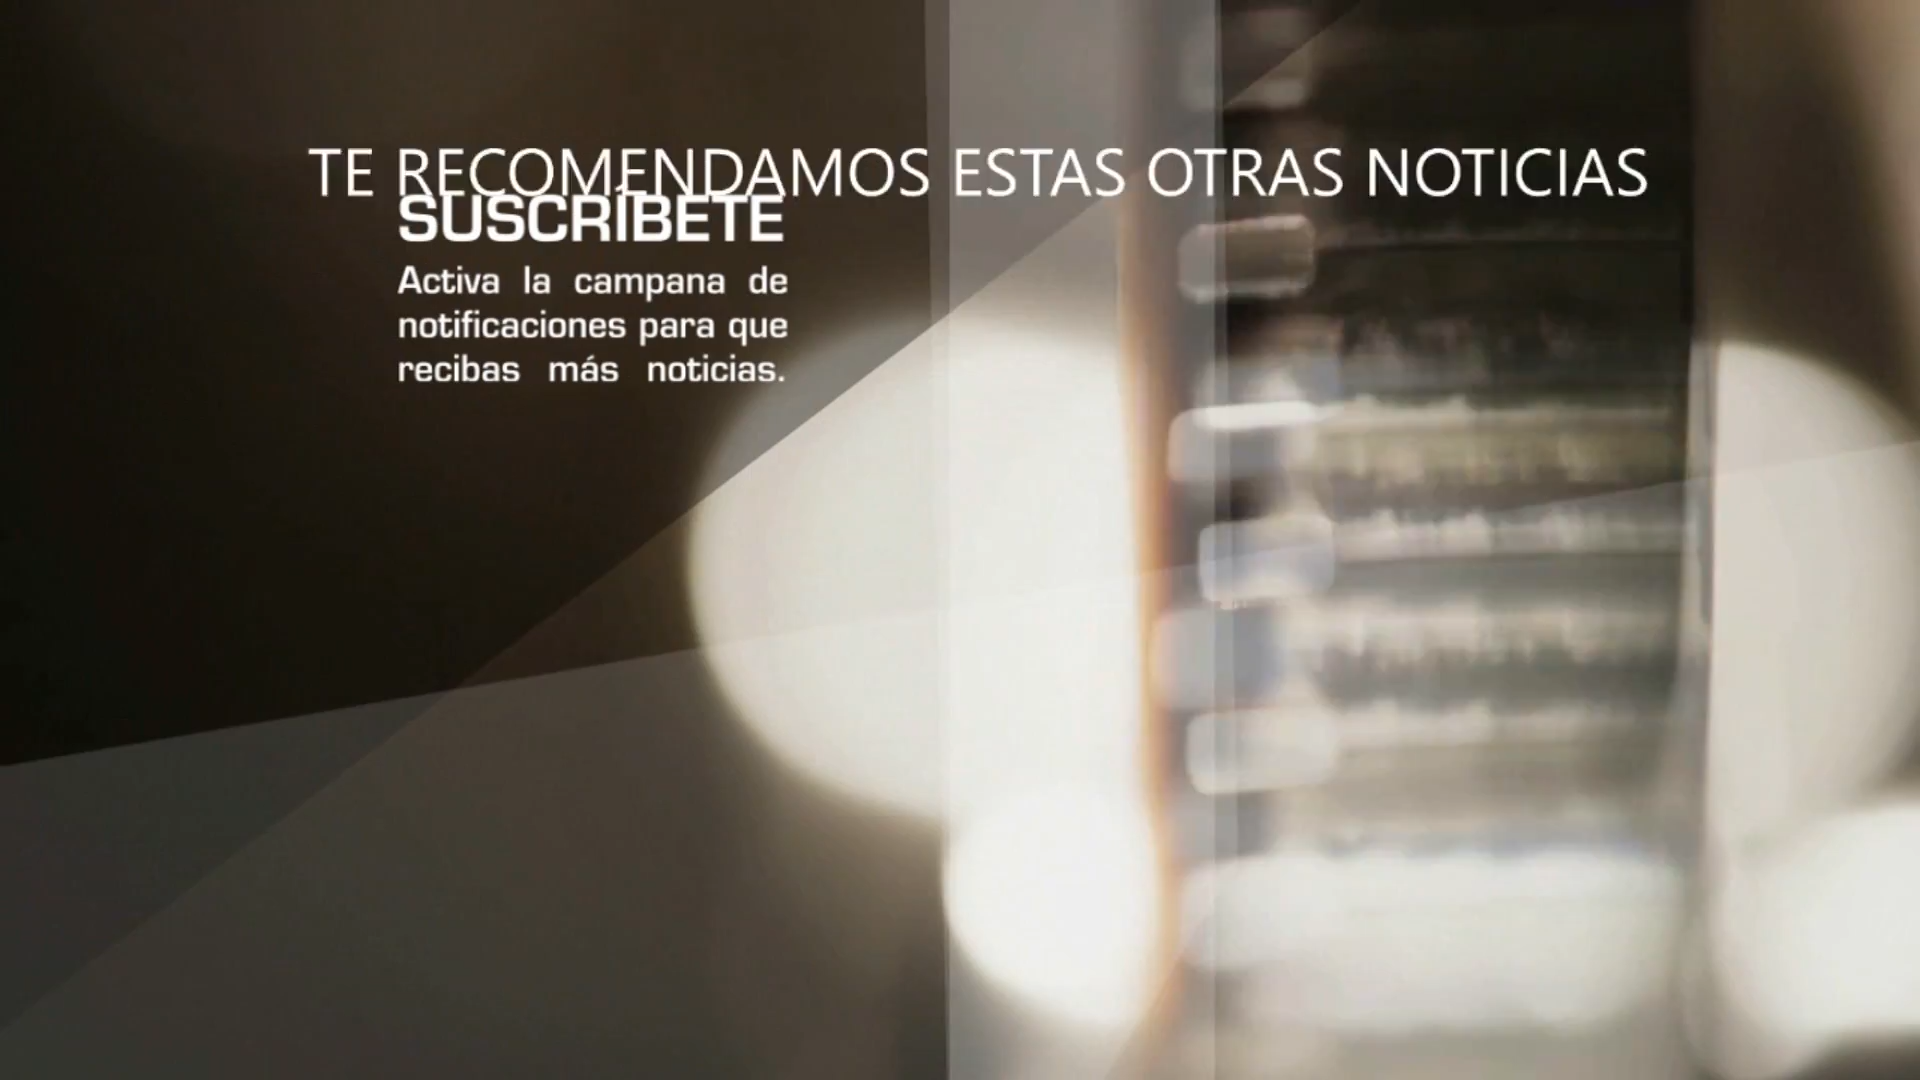 TE RECOMENDAMOS ESTAS OTRAS NOTICIAS
SUSCRÍBETE
Activa la campana de
notificaciones para que
recibas más noticias.